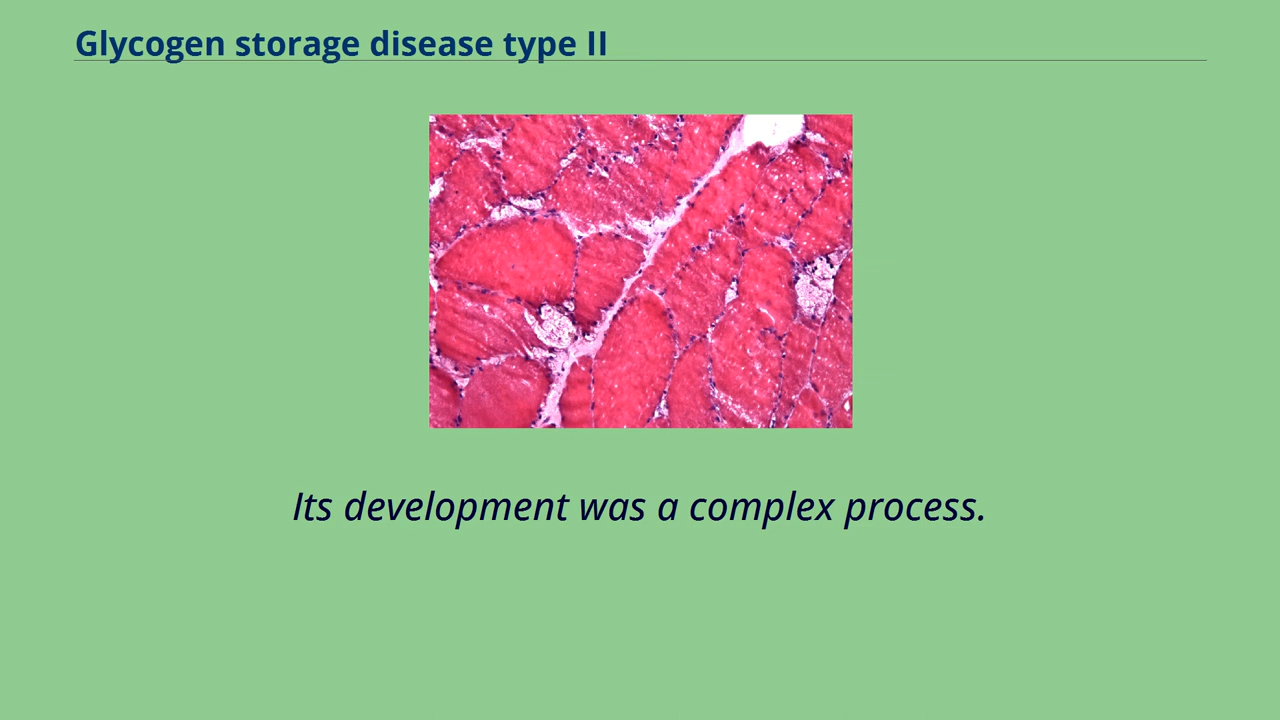 Glycogen storage disease type II
Its development was a complex process.